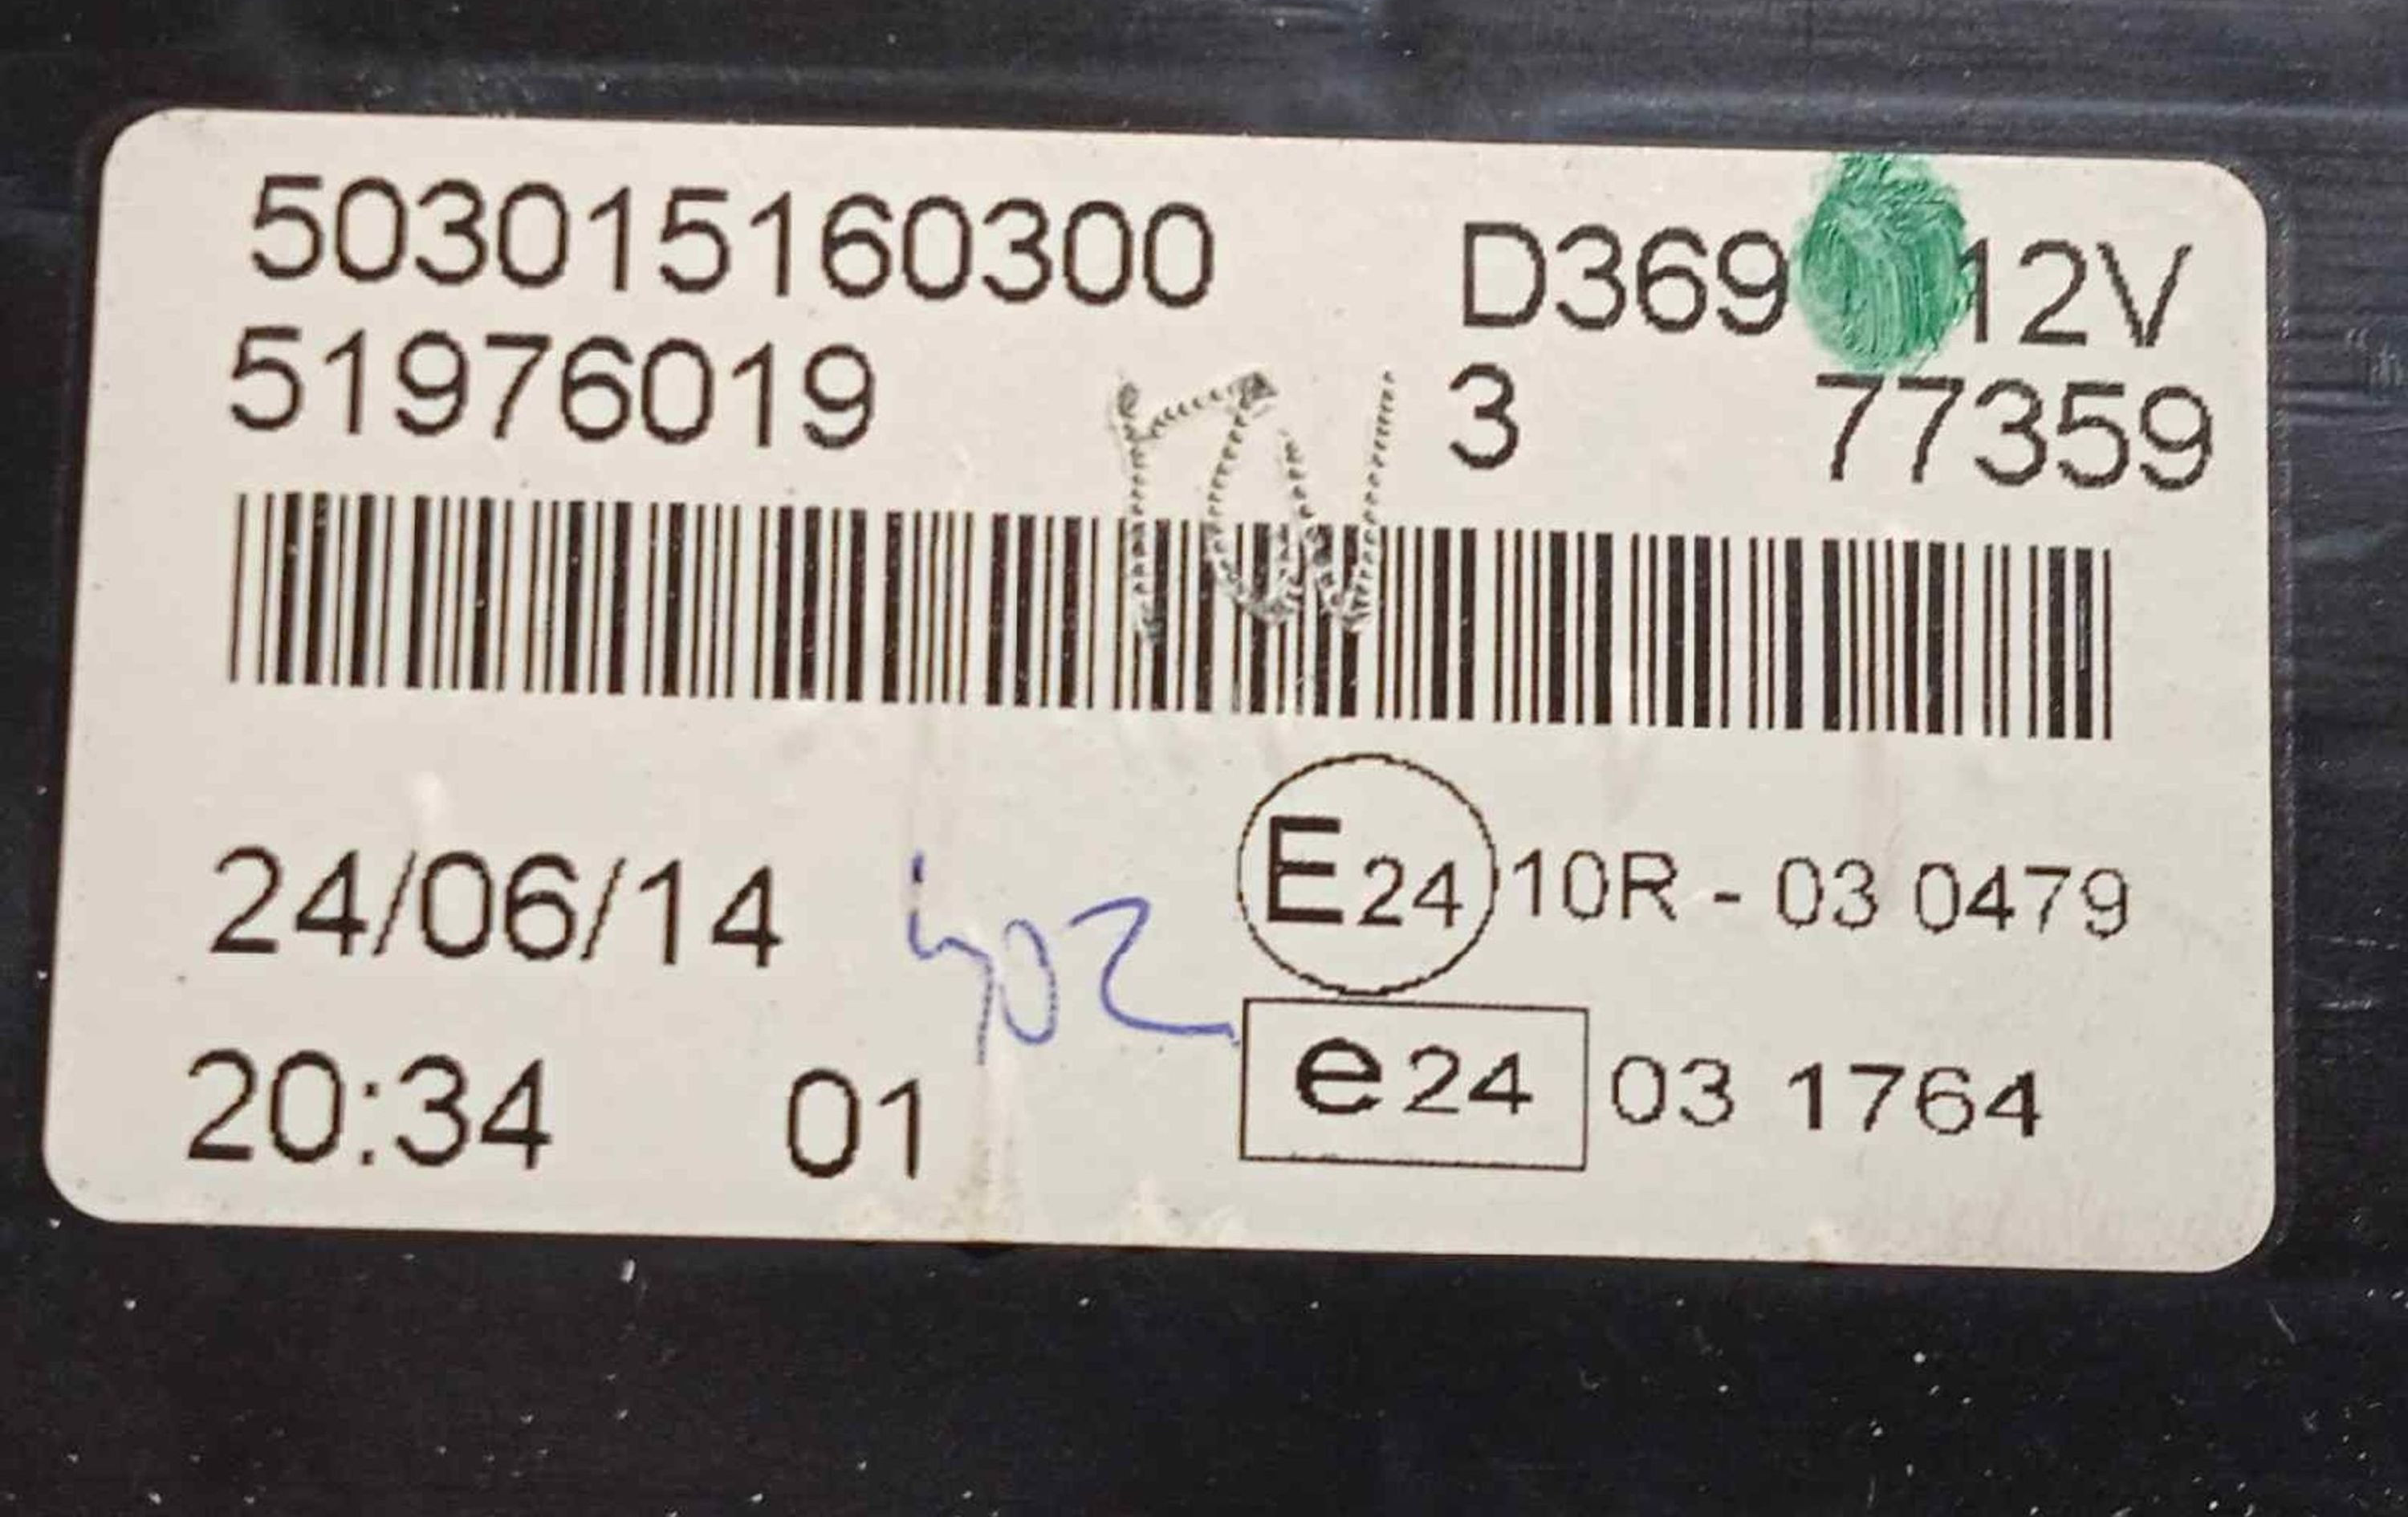 503015160300 D369 12V
51976019 3 77359
24/06/14 402 E24 10R - 03 0479
20:34 01 e24 03 1764